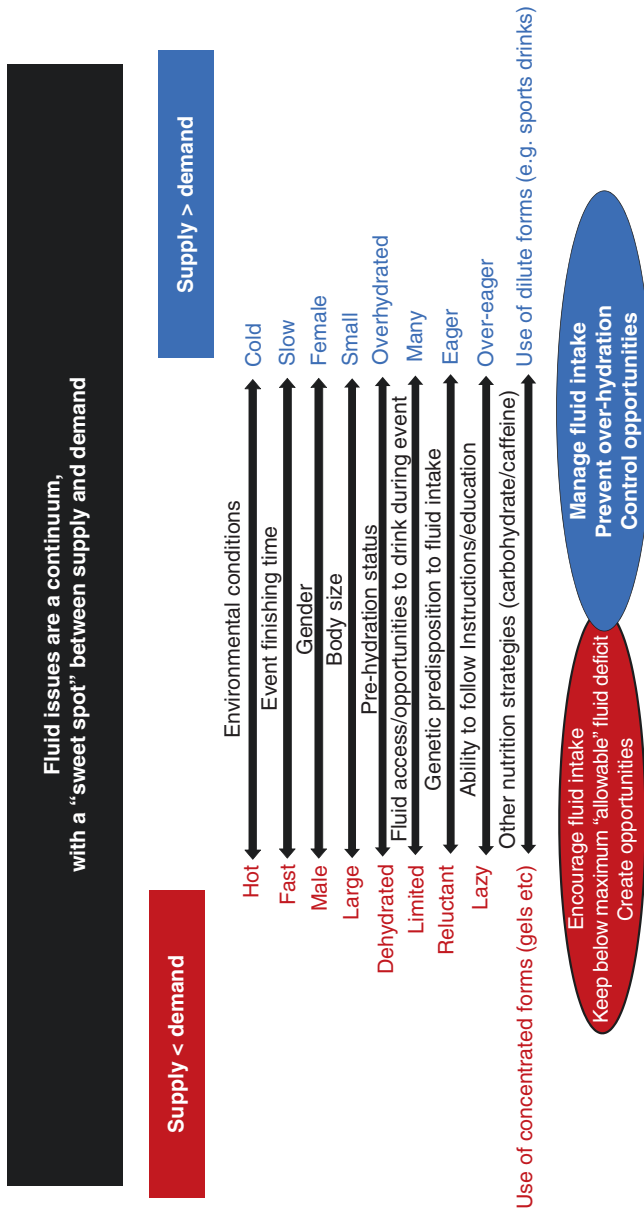 Fluid issues are a continuum,
with a “sweet spot” between supply and demand
Supply < demand
Supply > demand
Environmental conditions
Hot
Cold
Event finishing time
Fast
Slow
Gender
Male
Female
Body size
Large
Small
Pre-hydration status
Dehydrated
Overhydrated
Fluid access/opportunities to drink during event
Limited
Many
Genetic predisposition to fluid intake
Reluctant
Eager
Ability to follow Instructions/education
Lazy
Over-eager
Other nutrition strategies (carbohydrate/caffeine)
Use of concentrated forms (gels etc)
Use of dilute forms (e.g. sports drinks)
Encourage fluid intake
Keep below maximum “allowable” fluid deficit
Create opportunities
Manage fluid intake
Prevent over-hydration
Control opportunities